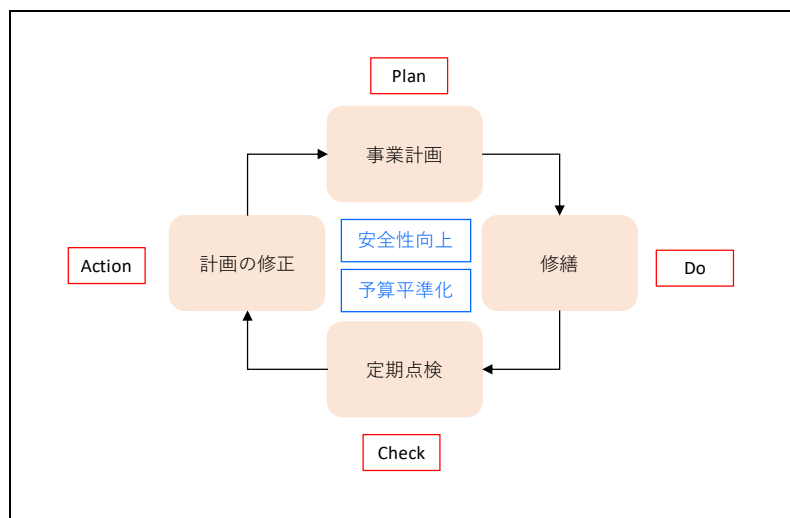 Plan
事業計画
安全性向上
Action
計画の修正
修繕
Do
予算平準化
定期点検
Check